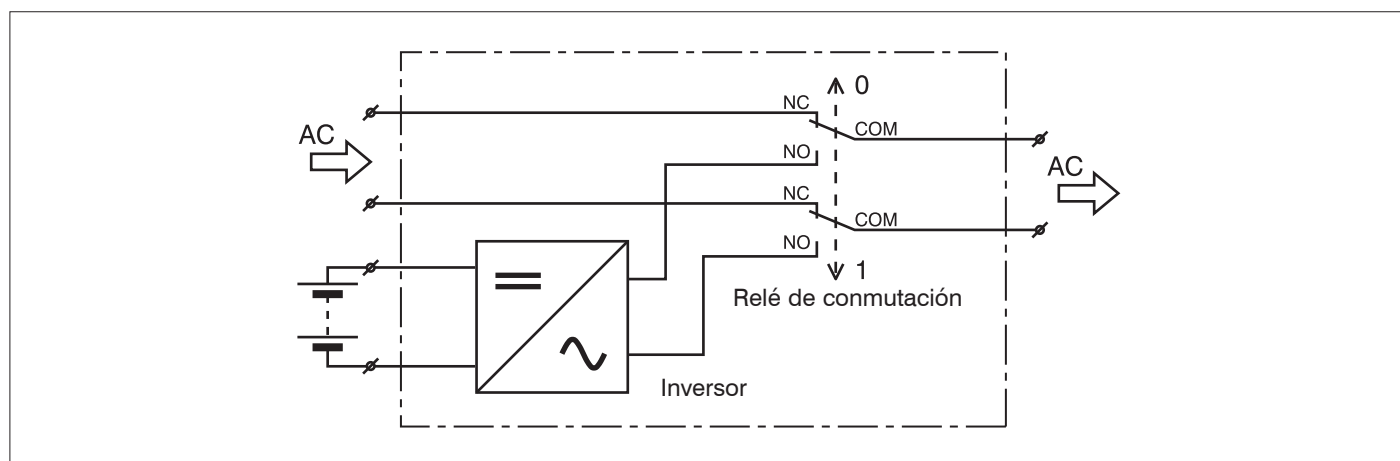 0
NC
COM
AC
NO
AC
NC
COM
NO
1
Relé de conmutación
Inversor